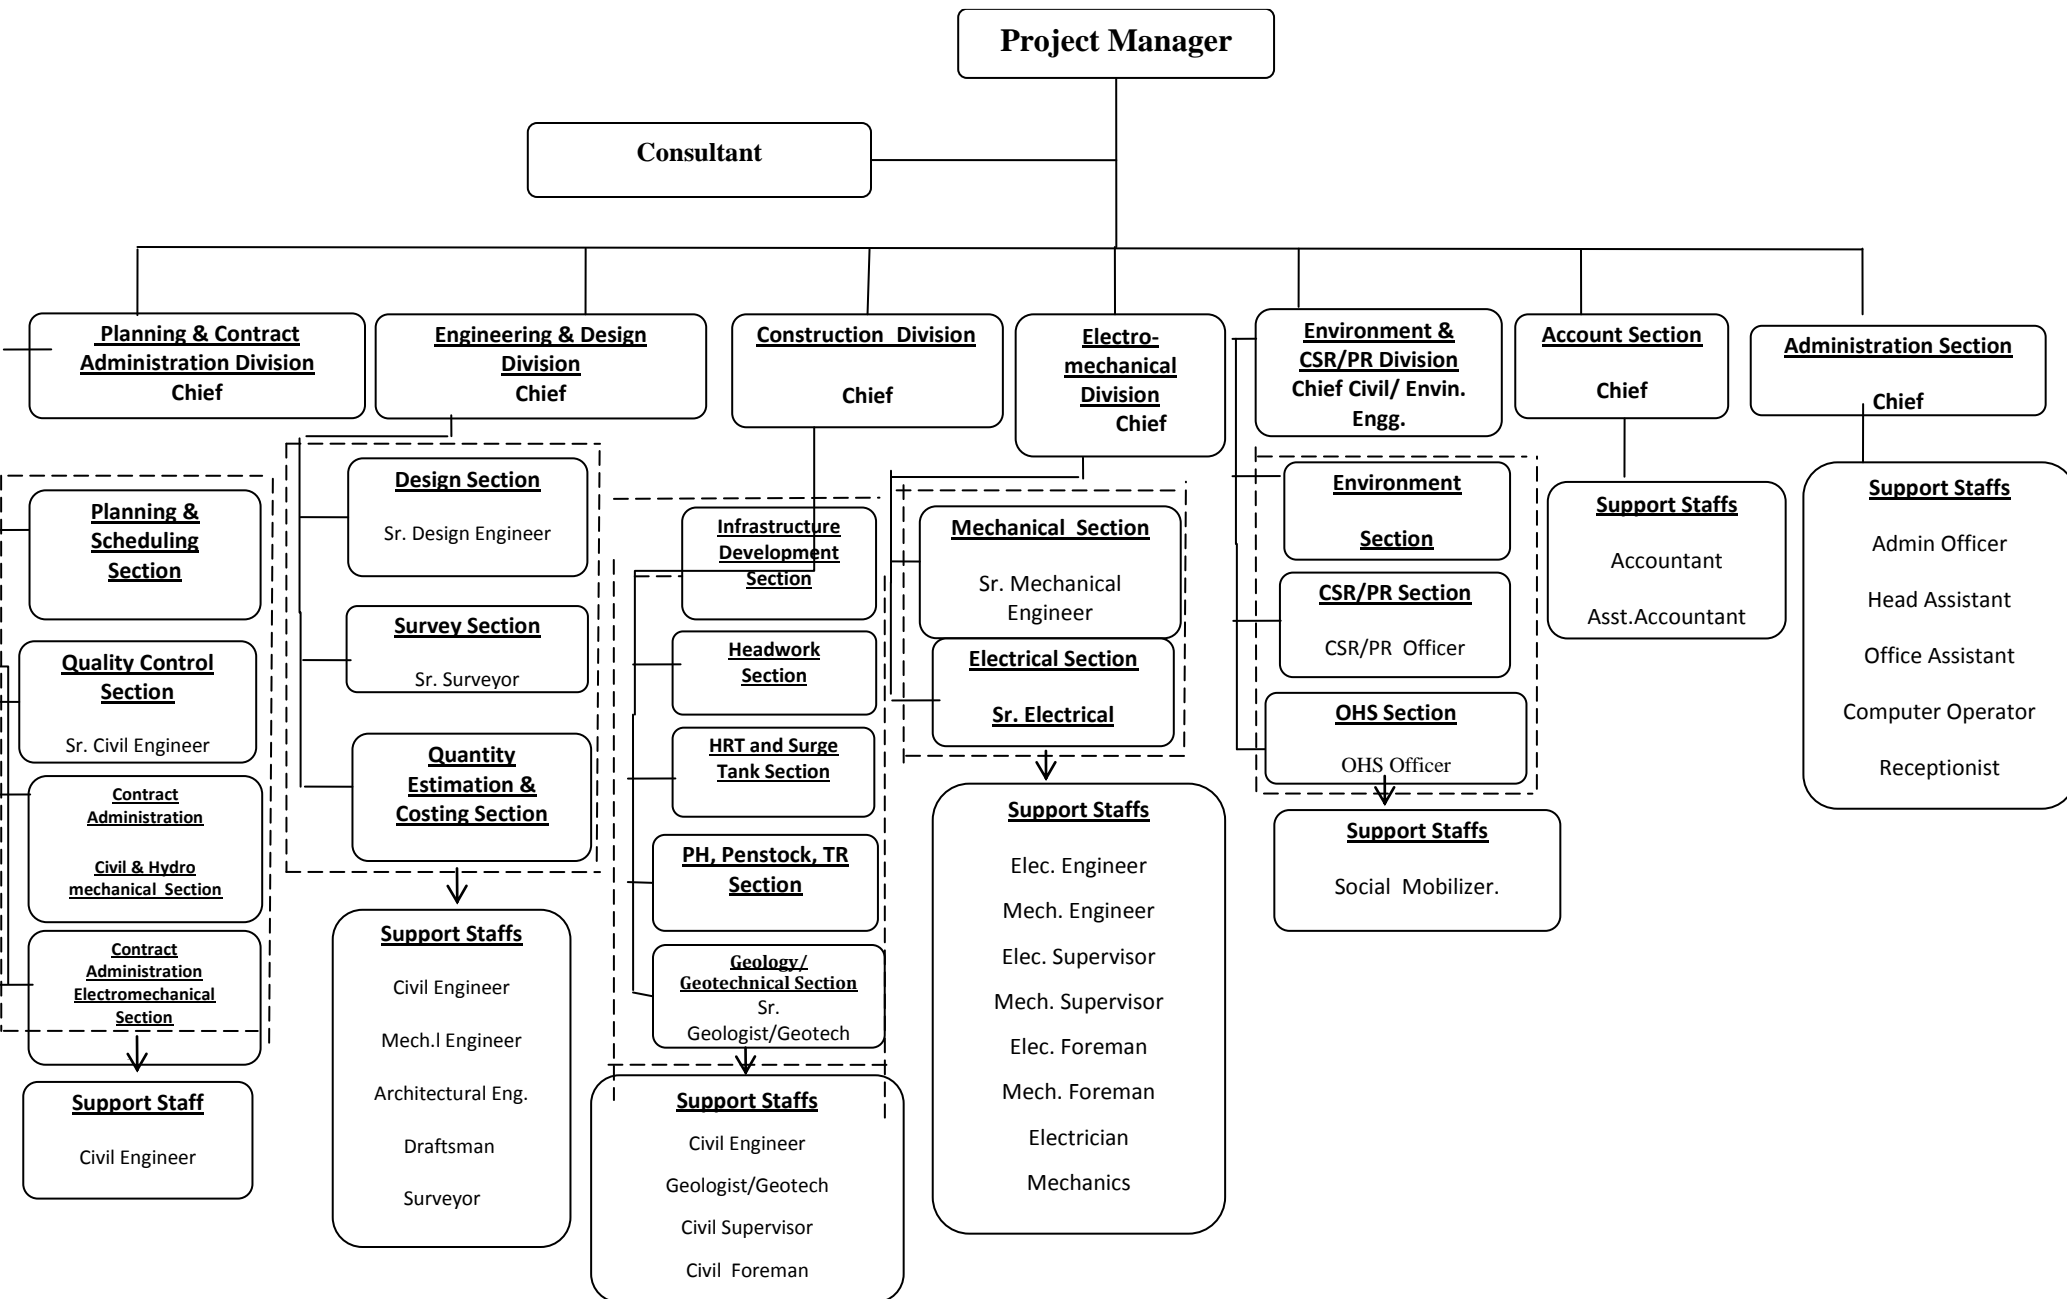 Project Manager
Consultant
Planning & Contract
Administration Division
Chief
Engineering & Design
Division
Chief
Construction Division
Chief
Electro-
mechanical
Division
Chief
Environment &
CSR/PR Division
Chief Civil/ Envin.
Engg.
Account Section
Chief
Administration Section
Chief
Planning &
Scheduling
Section
Quality Control
Section
Sr. Civil Engineer
Contract
Administration
Civil & Hydro
mechanical Section
Contract
Administration
Electromechanical
Section
Support Staff
Civil Engineer
Design Section
Sr. Design Engineer
Survey Section
Sr. Surveyor
Quantity
Estimation &
Costing Section
Support Staffs
Civil Engineer
Mech.l Engineer
Architectural Eng.
Draftsman
Surveyor
Infrastructure
Development
Section
Headwork
Section
HRT and Surge
Tank Section
PH, Penstock, TR
Section
Geology/
Geotechnical Section
Sr.
Geologist/Geotech
Support Staffs
Civil Engineer
Geologist/Geotech
Civil Supervisor
Civil Foreman
Mechanical Section
Sr. Mechanical
Engineer
Electrical Section
Sr. Electrical
Support Staffs
Elec. Engineer
Mech. Engineer
Elec. Supervisor
Mech. Supervisor
Elec. Foreman
Mech. Foreman
Electrician
Mechanics
Environment
Section
CSR/PR Section
CSR/PR Officer
OHS Section
OHS Officer
Support Staffs
Social Mobilizer.
Support Staffs
Accountant
Asst.Accountant
Support Staffs
Admin Officer
Head Assistant
Office Assistant
Computer Operator
Receptionist